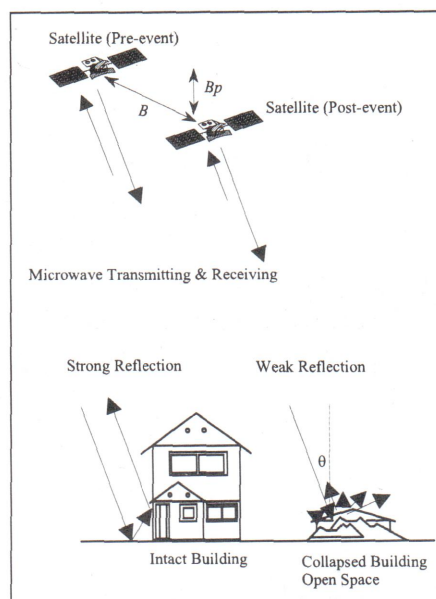 Satellite (Pre-event)
Bp
B
Satellite (Post-event)
Microwave Transmitting & Receiving
Strong Reflection
Weak Reflection
θ
Intact Building
Collapsed Building
Open Space